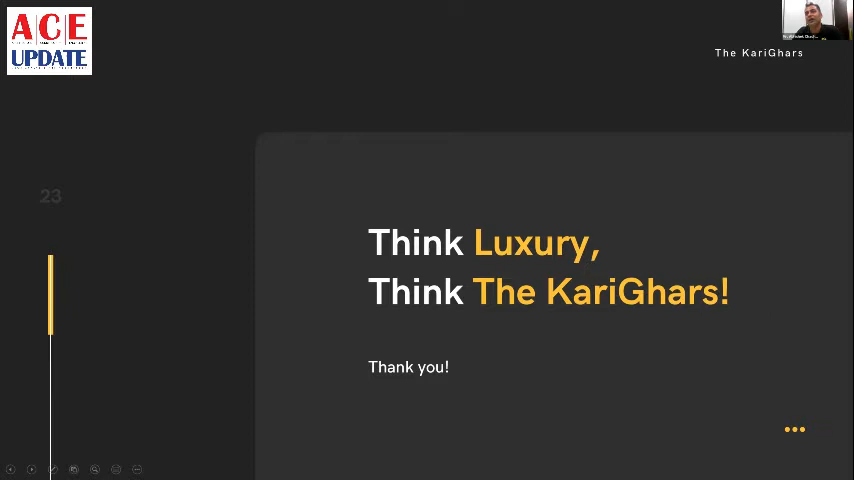 ACE
UPDATE
The KariGhars
23
Think Luxury,
Think The KariGhars!
Thank you!